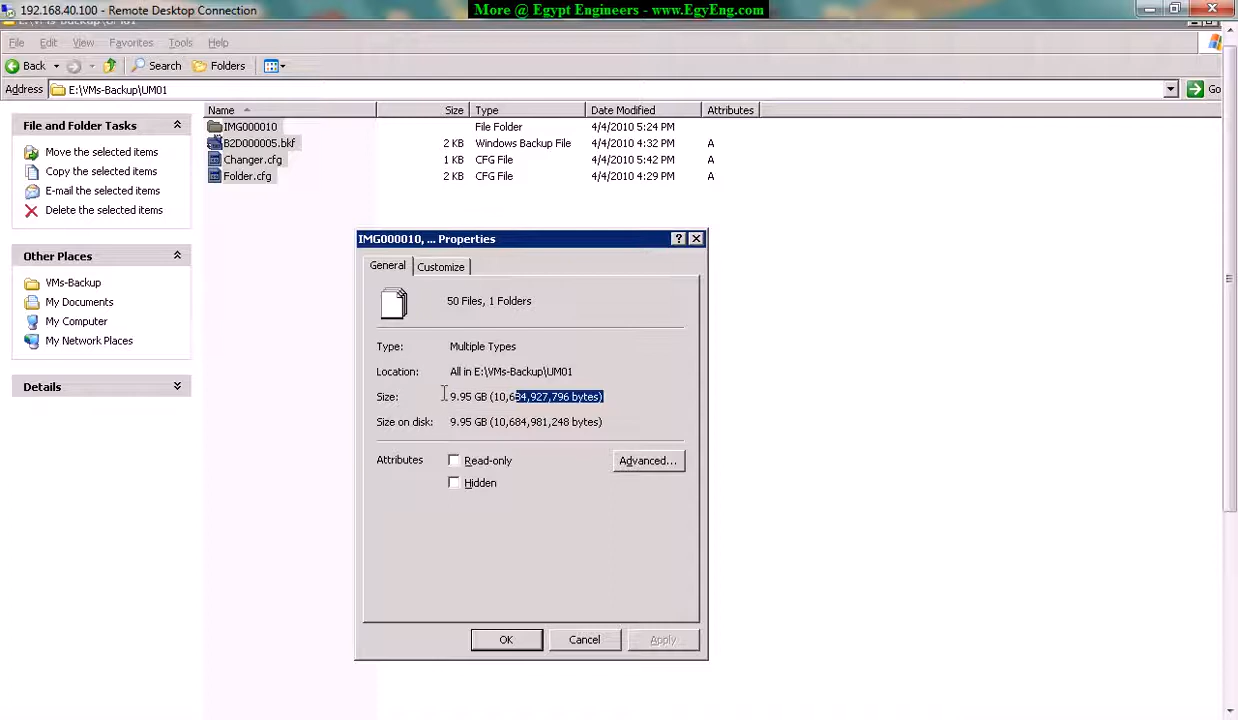 192.168.40.100 - Remote Desktop Connection
More @ Egypt Engineers - www.EgyEng.com
File Edit View Favorites Tools Help
Back Search Folders
Address E:\VMs-Backup\UM01 Go
File and Folder Tasks
Move the selected items
Copy the selected items
E-mail the selected items
Delete the selected items
Other Places
VMs-Backup
My Documents
My Computer
My Network Places
Details
Name Size Type Date Modified Attributes
IMG000010 File Folder 4/4/2010 5:24 PM
B2D000005.bkf 2 KB Windows Backup File 4/4/2010 4:32 PM A
Changer.cfg 1 KB CFG File 4/4/2010 5:42 PM A
Folder.cfg 2 KB CFG File 4/4/2010 4:29 PM A
IMG000010, ... Properties
General Customize
50 Files, 1 Folders
Type: Multiple Types
Location: All in E:\VMs-Backup\UM01
Size: 9.95 GB (10,684,927,796 bytes)
Size on disk: 9.95 GB (10,684,981,248 bytes)
Attributes Read-only Advanced...
Hidden
OK Cancel Apply